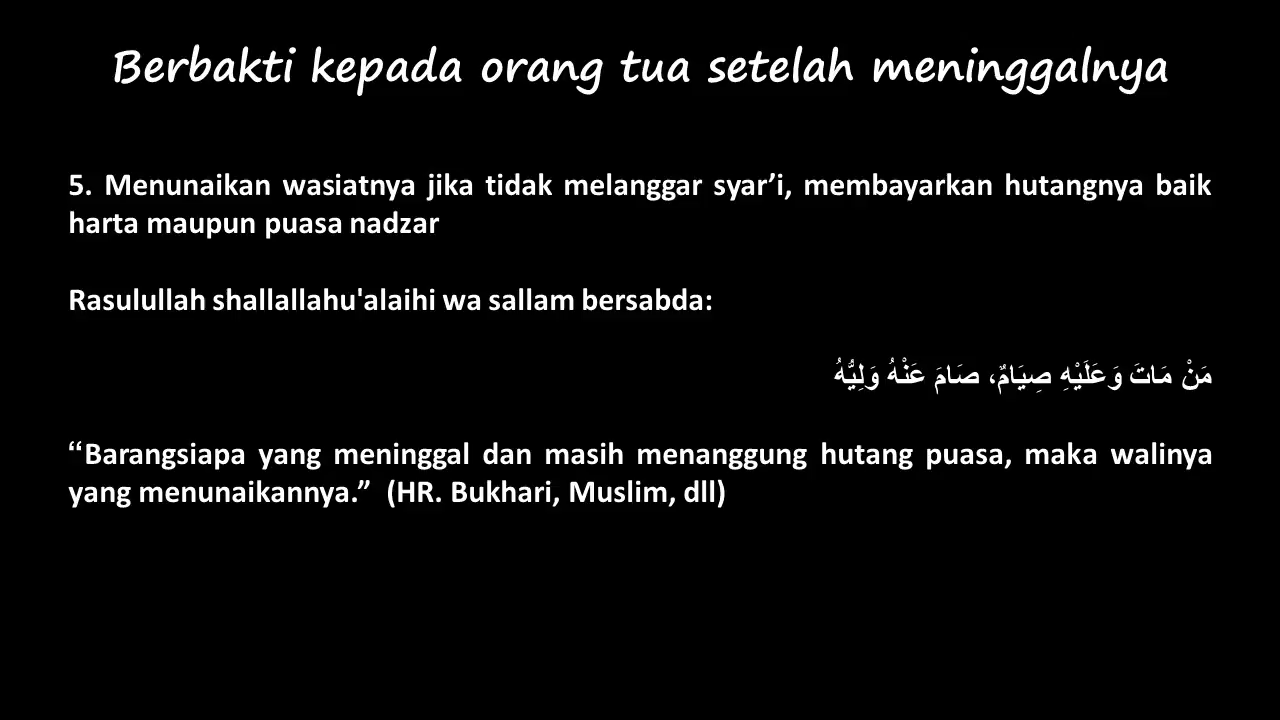 Berbakti kepada orang tua setelah meninggalnya
5. Menunaikan wasiatnya jika tidak melanggar syar’i, membayarkan hutangnya baik
harta maupun puasa nadzar
Rasulullah shallallahu'alaihi wa sallam bersabda:
مَنْ مَاتَ وَعَلَيْهِ صِيَامٌ، صَامَ عَنْهُ وَلِيُّهُ
“Barangsiapa yang meninggal dan masih menanggung hutang puasa, maka walinya
yang menunaikannya.” (HR. Bukhari, Muslim, dll)